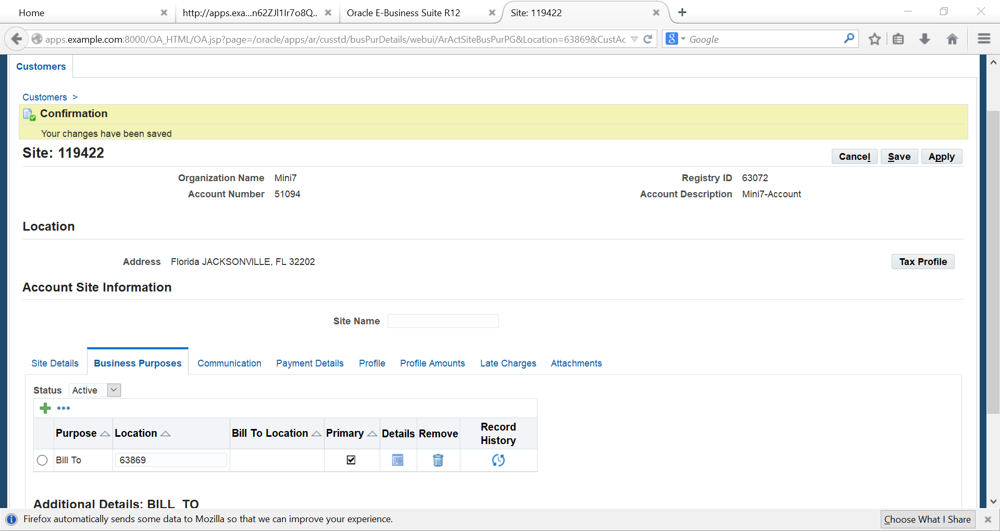 Home
http://apps.exa...n62ZJl1Ir7o8Q..
Oracle E-Business Suite R12
Site: 119422
apps.example.com:8000/OA_HTML/OA.jsp?page=/oracle/apps/ar/cusstd/busPurDetails/webui/ArActSiteBusPurPG&Location=63869&CustAc
8 Google
Customers
Customers >
Confirmation
Your changes have been saved
Site: 119422
Cancel Save Apply
Organization Name Mini7
Registry ID 63072
Account Number 51094
Account Description Mini7-Account
Location
Address Florida JACKSONVILLE, FL 32202
Tax Profile
Account Site Information
Site Name
Site Details Business Purposes Communication Payment Details Profile Profile Amounts Late Charges Attachments
Status Active
Purpose Location Bill To Location Primary Details Remove Record History
Bill To 63869
Additional Details: BILL_TO
Firefox automatically sends some data to Mozilla so that we can improve your experience.
Choose What I Share